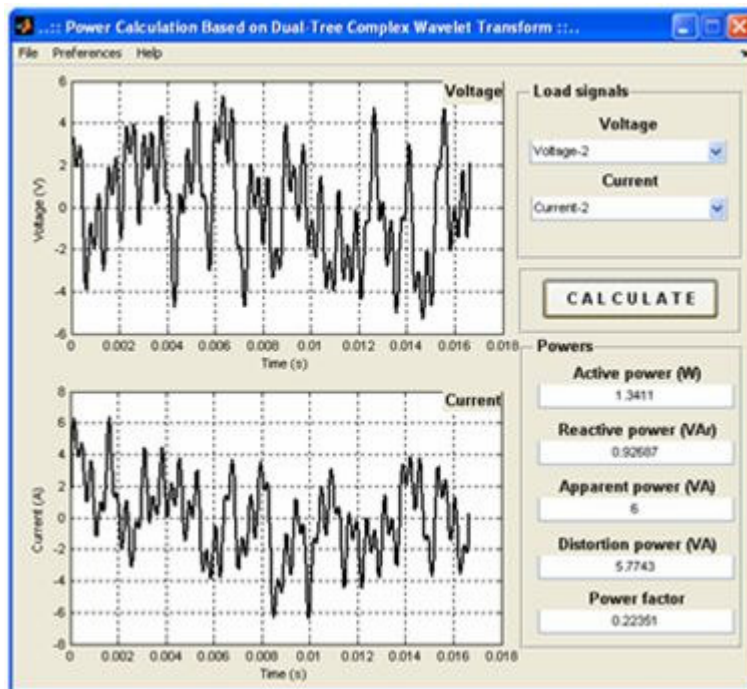 ..:: Power Calculation Based on Dual-Tree Complex Wavelet Transform ::..
File Preferences Help
Voltage
6
4
2
0
-2
-4
-6
Voltage (V)
0 0.002 0.004 0.006 0.008 0.01 0.012 0.014 0.016 0.018
Time (s)
Current
8
6
4
2
0
-2
-4
-6
-8
Current (A)
0 0.002 0.004 0.006 0.008 0.01 0.012 0.014 0.016 0.018
Time (s)
Load signals
Voltage
Voltage-2
Current
Current-2
CALCULATE
Powers
Active power (W)
1.3411
Reactive power (VAr)
0.92687
Apparent power (VA)
6
Distortion power (VA)
5.7743
Power factor
0.22351